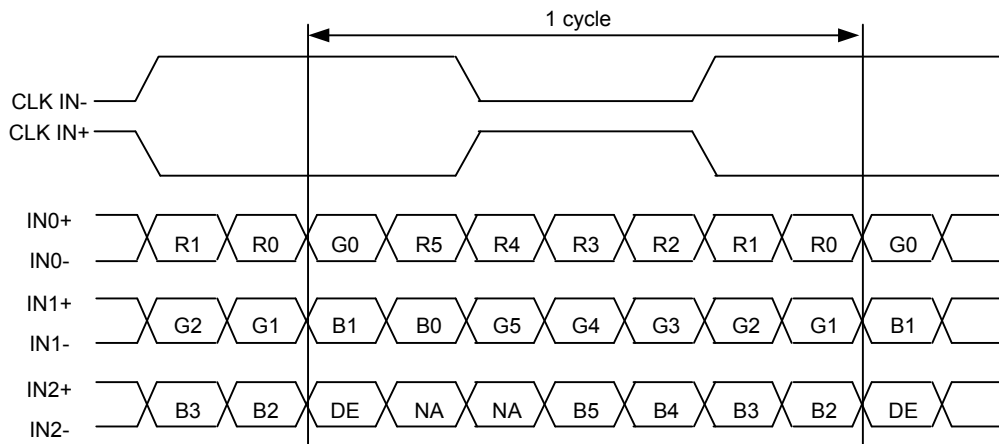 1 cycle
CLK IN-
CLK IN+
IN0+
R1 R0 G0 R5 R4 R3 R2 R1 R0 G0
IN0-
IN1+
G2 G1 B1 B0 G5 G4 G3 G2 G1 B1
IN1-
IN2+
B3 B2 DE NA NA B5 B4 B3 B2 DE
IN2-